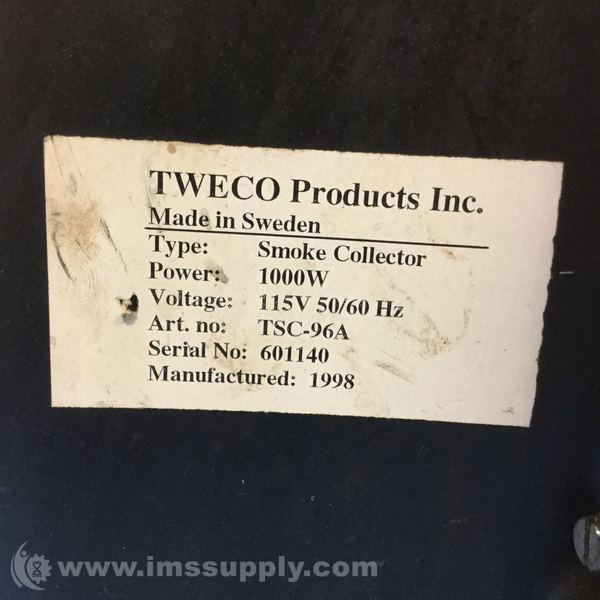 TWECO Products Inc.
Made in Sweden
Type: Smoke Collector
Power: 1000W
Voltage: 115V 50/60 Hz
Art. no: TSC-96A
Serial No: 601140
Manufactured: 1998
www.imssupply.com